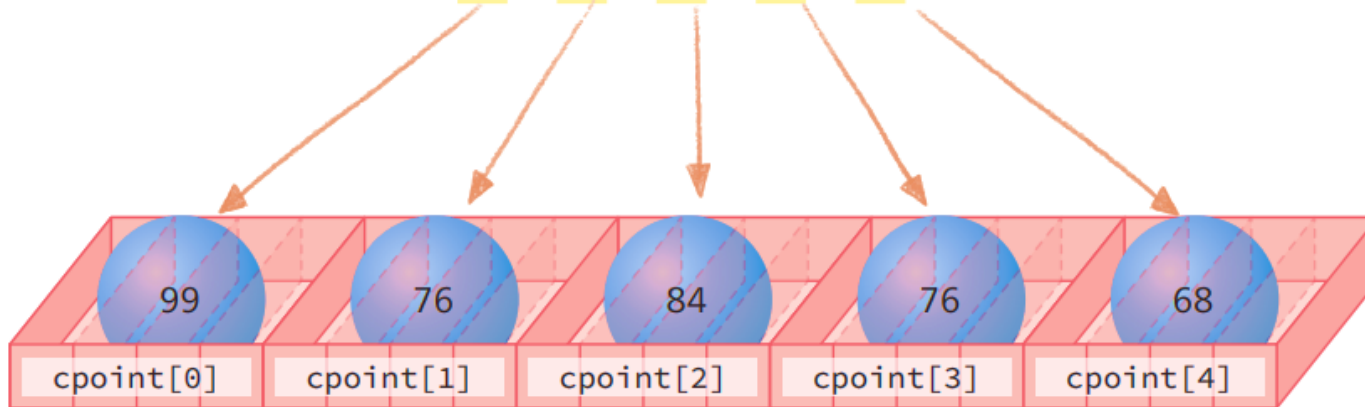 99 76 84 76 68
cpoint[0] cpoint[1] cpoint[2] cpoint[3] cpoint[4]